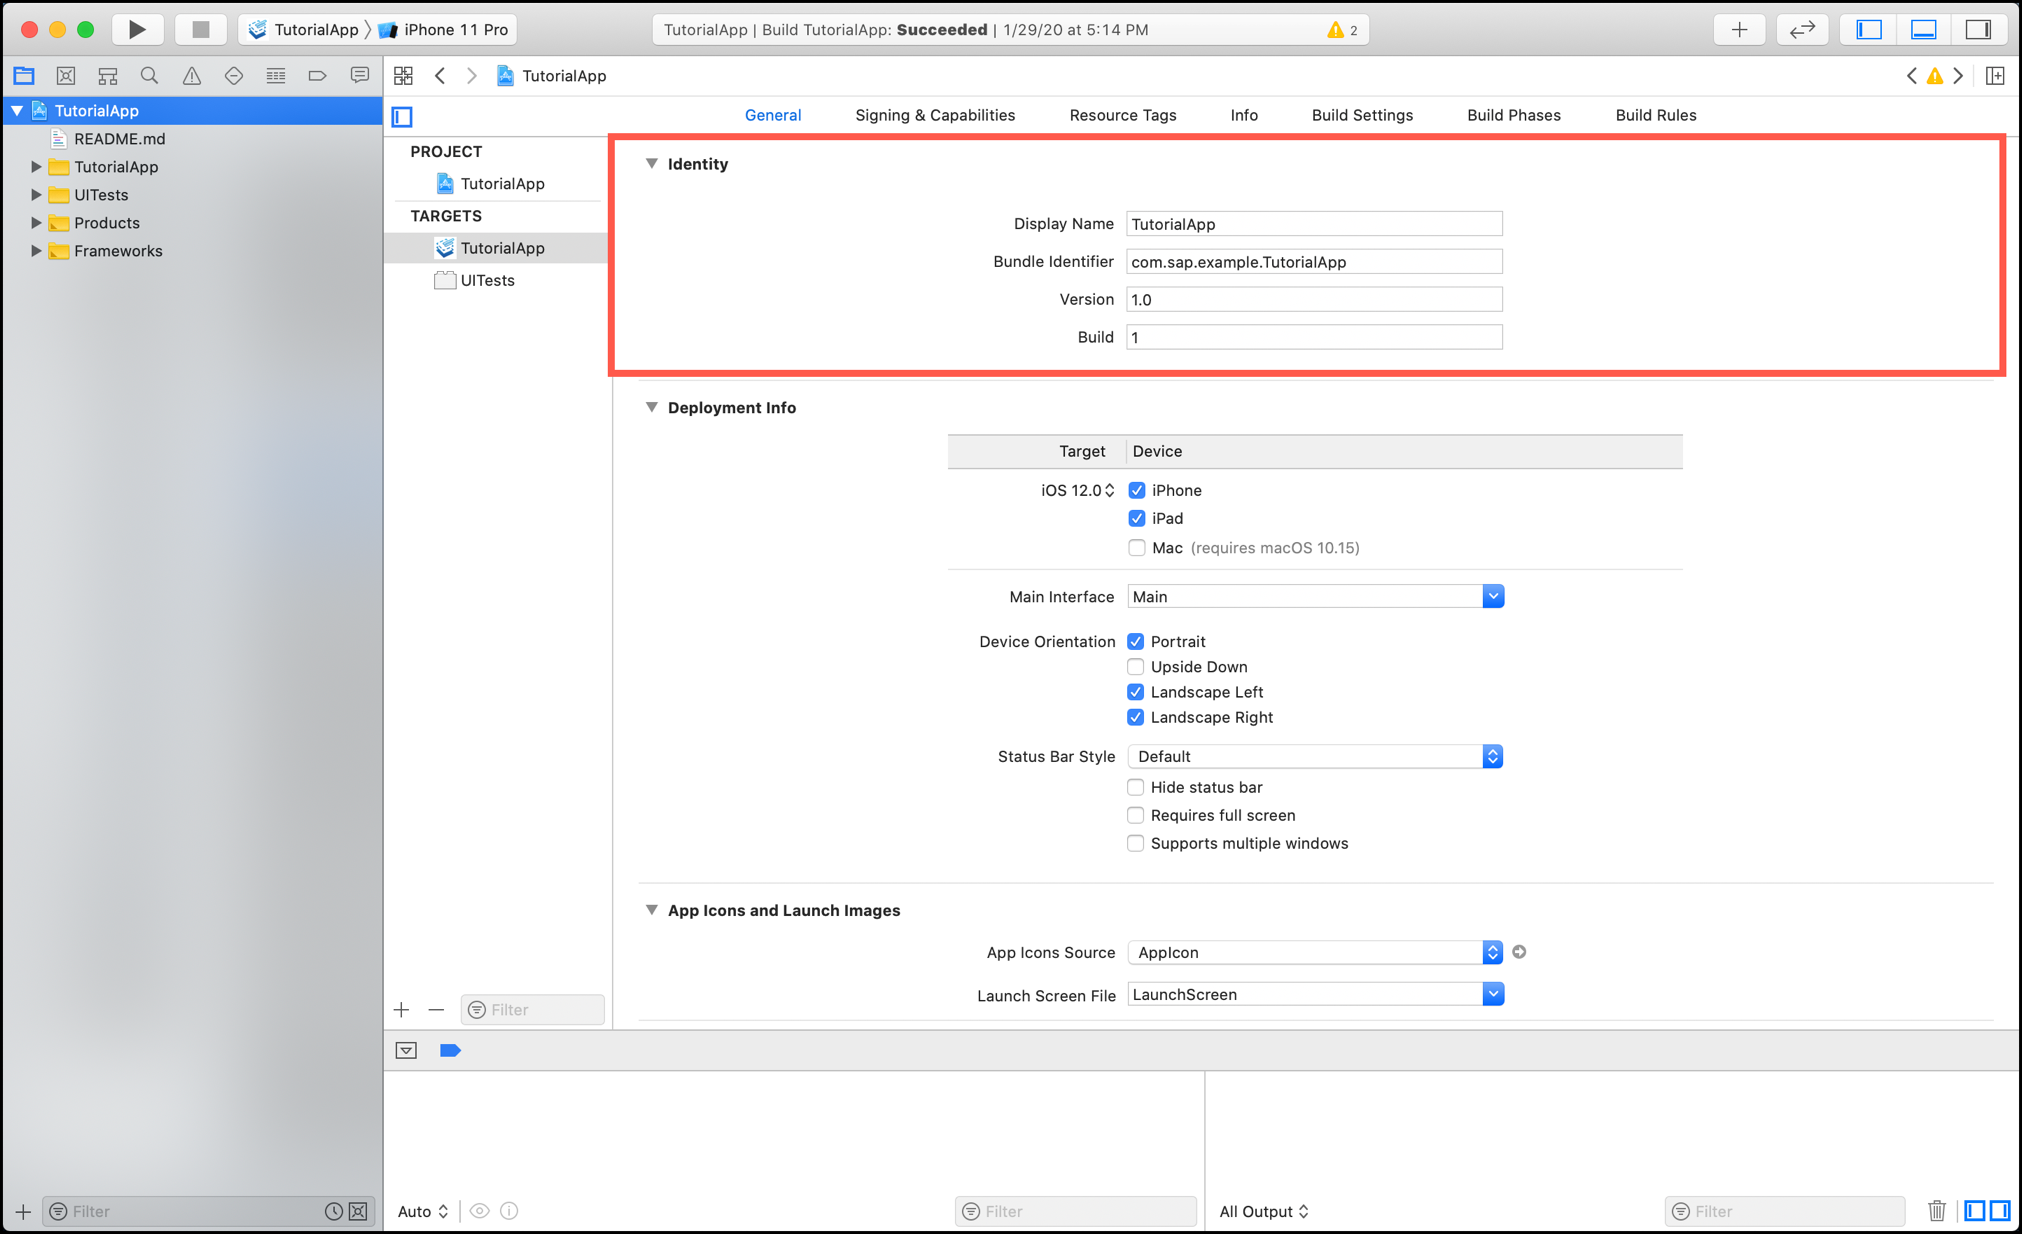 TutorialApp 〉 iPhone 11 Pro
TutorialApp | Build TutorialApp: Succeeded | 1/29/20 at 5:14 PM
2
TutorialApp
TutorialApp
README.md
TutorialApp
UITests
Products
Frameworks
General Signing & Capabilities Resource Tags Info Build Settings Build Phases Build Rules
PROJECT
TutorialApp
TARGETS
TutorialApp
UITests
Identity
Display Name TutorialApp
Bundle Identifier com.sap.example.TutorialApp
Version 1.0
Build 1
Deployment Info
Target Device
iOS 12.0 iPhone
iPad
Mac (requires macOS 10.15)
Main Interface Main
Device Orientation Portrait
Upside Down
Landscape Left
Landscape Right
Status Bar Style Default
Hide status bar
Requires full screen
Supports multiple windows
App Icons and Launch Images
App Icons Source AppIcon
Launch Screen File LaunchScreen
Filter
Filter
Auto
Filter
All Output
Filter